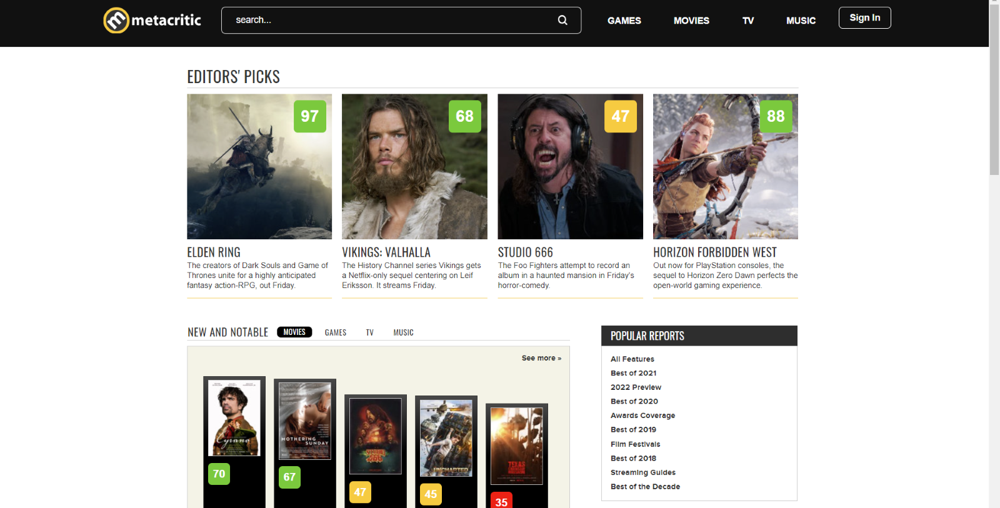 metacritic
search...
GAMES
MOVIES
TV
MUSIC
Sign In
EDITORS' PICKS
97
68
47
88
ELDEN RING
The creators of Dark Souls and Game of
Thrones unite for a highly anticipated
fantasy action-RPG, out Friday.
VIKINGS: VALHALLA
The History Channel series Vikings gets
a Netflix-only sequel centering on Leif
Eriksson. It streams Friday.
STUDIO 666
The Foo Fighters attempt to record an
album in a haunted mansion in Friday's
horror-comedy.
HORIZON FORBIDDEN WEST
Out now for PlayStation consoles, the
sequel to Horizon Zero Dawn perfects the
open-world gaming experience.
NEW AND NOTABLE
MOVIES
GAMES
TV
MUSIC
See more »
Cyrano
70
MOTHERING
SUNDAY
67
STUDIO
666
47
UNCHARTED
45
TEXAS
CHAINSAW
MASSACRE
35
POPULAR REPORTS
All Features
Best of 2021
2022 Preview
Best of 2020
Awards Coverage
Best of 2019
Film Festivals
Best of 2018
Streaming Guides
Best of the Decade